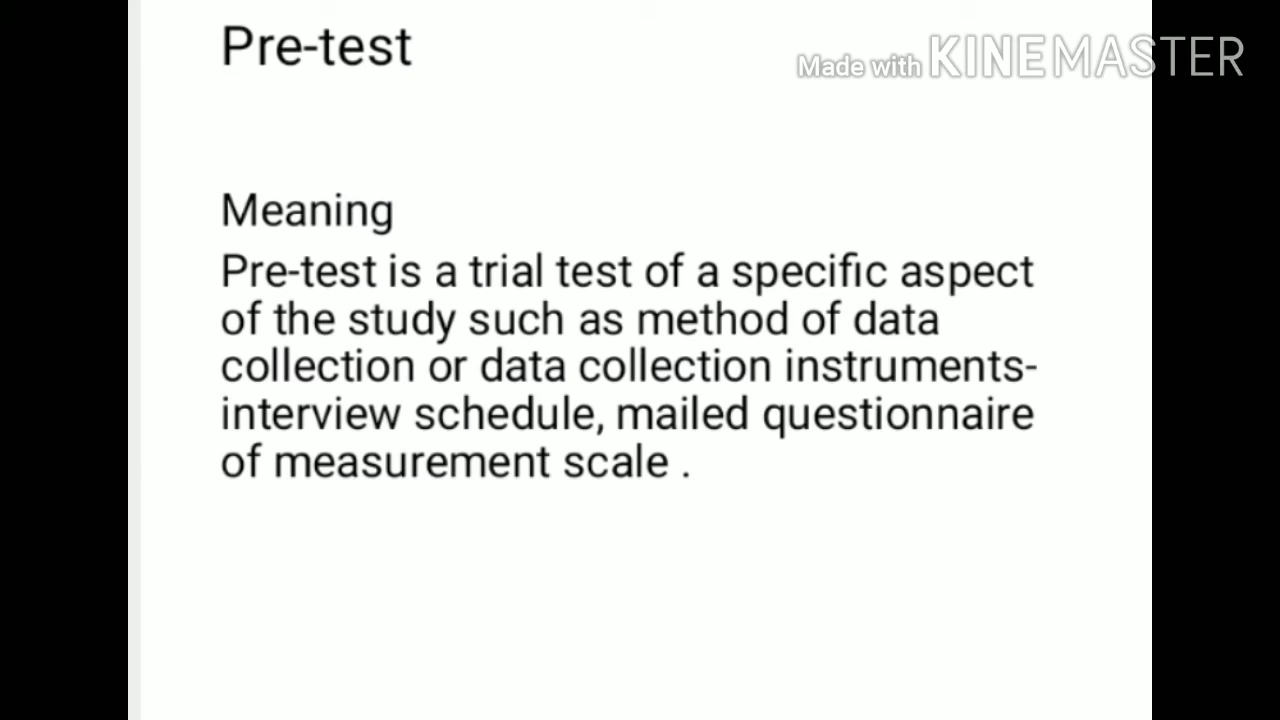 Pre-test
Made with KINEMASTER
Meaning
Pre-test is a trial test of a specific aspect
of the study such as method of data
collection or data collection instruments-
interview schedule, mailed questionnaire
of measurement scale .